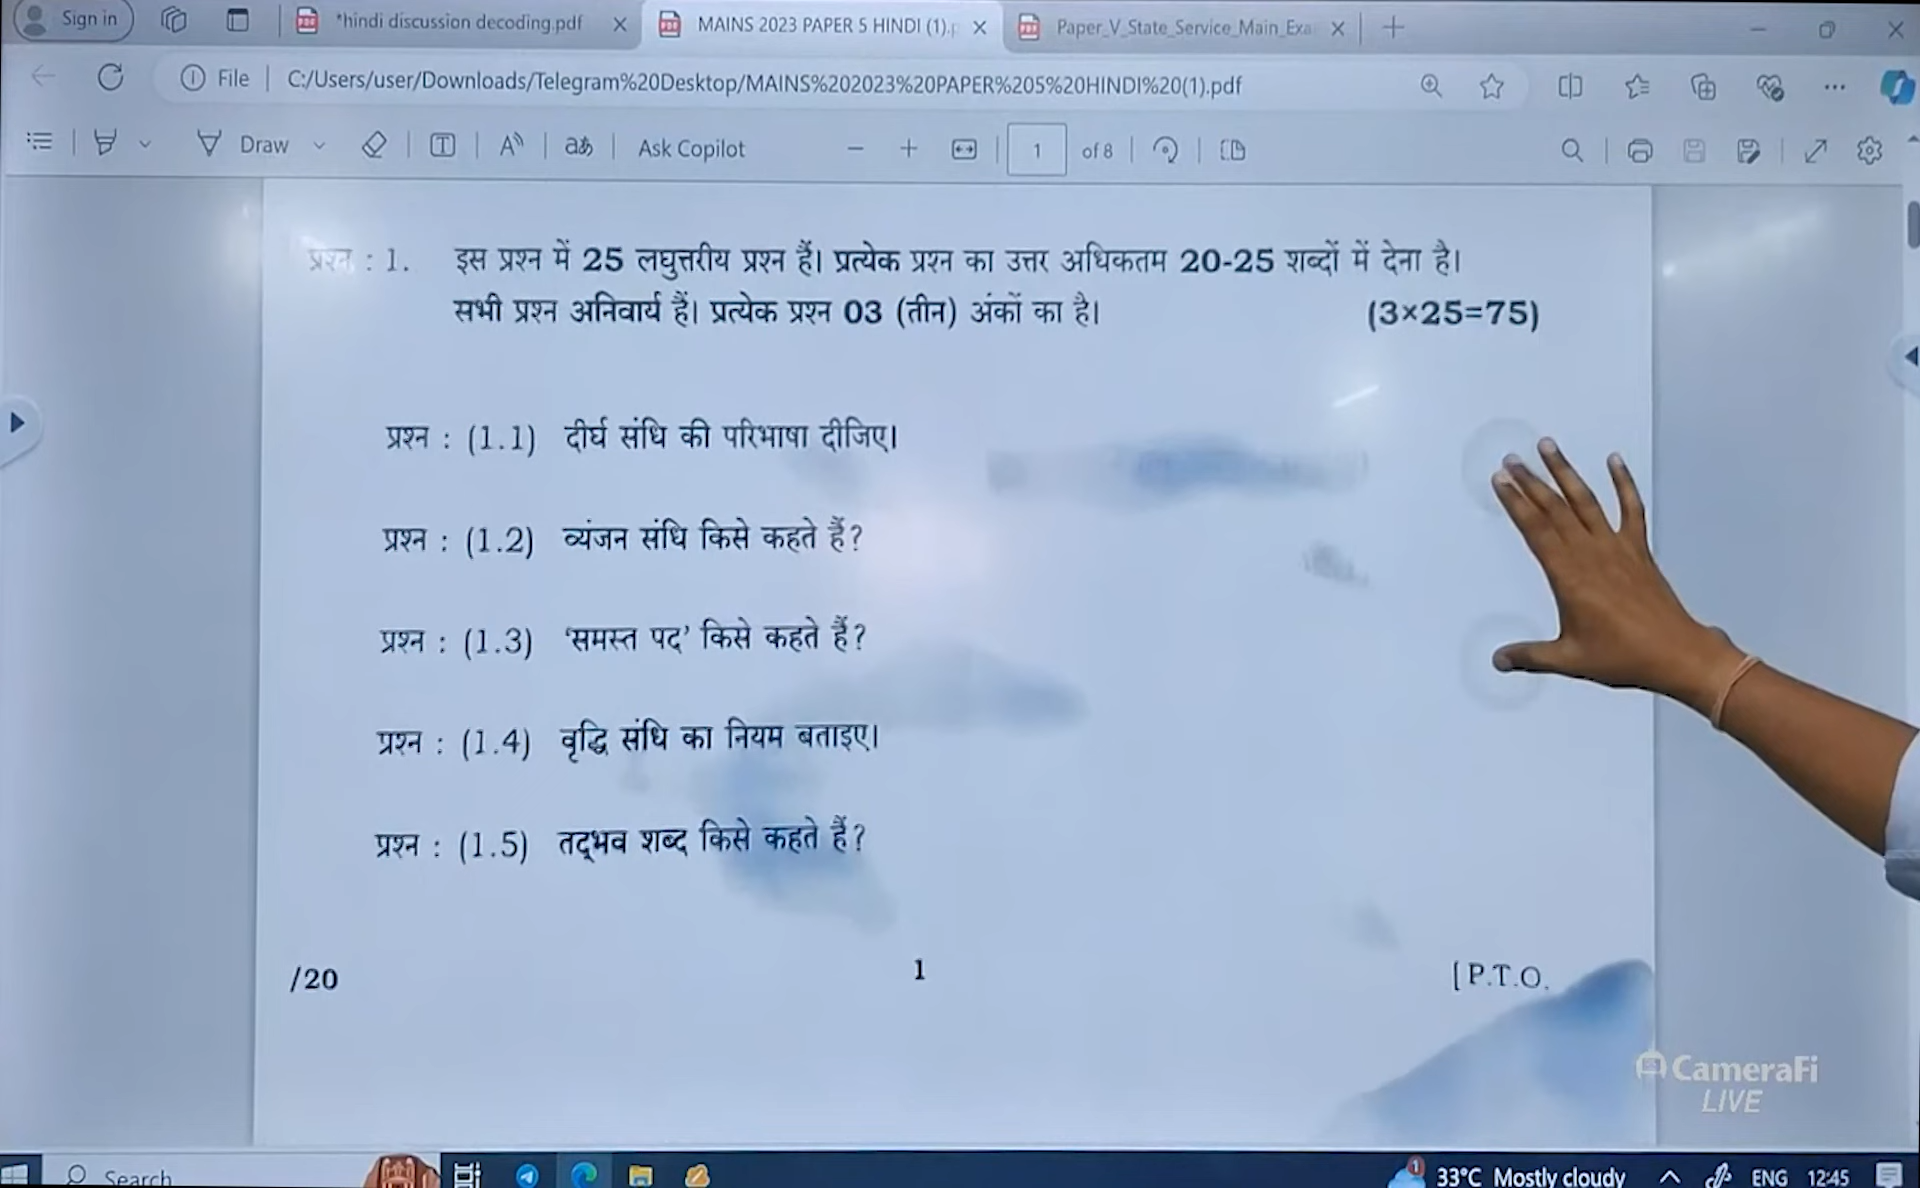 Sign in
*hindi discussion decoding.pdf
MAINS 2023 PAPER 5 HINDI (1).p
Paper_V_State_Service_Main_Exa
File
C:/Users/user/Downloads/Telegram%20Desktop/MAINS%202023%20PAPER%205%20HINDI%20(1).pdf
Draw
aあ
Ask Copilot
1 of 8
प्रश्न : 1. इस प्रश्न में 25 लघुत्तरीय प्रश्न हैं। प्रत्येक प्रश्न का उत्तर अधिकतम 20-25 शब्दों में देना है।
सभी प्रश्न अनिवार्य हैं। प्रत्येक प्रश्न 03 (तीन) अंकों का है। (3×25=75)
प्रश्न : (1.1) दीर्घ संधि की परिभाषा दीजिए।
प्रश्न : (1.2) व्यंजन संधि किसे कहते हैं?
प्रश्न : (1.3) ‘समस्त पद’ किसे कहते हैं?
प्रश्न : (1.4) वृद्धि संधि का नियम बताइए।
प्रश्न : (1.5) तद्भव शब्द किसे कहते हैं?
/20 1 [P.T.O.
CameraFi
LIVE
Search
1
33°C Mostly cloudy
ENG
12:45